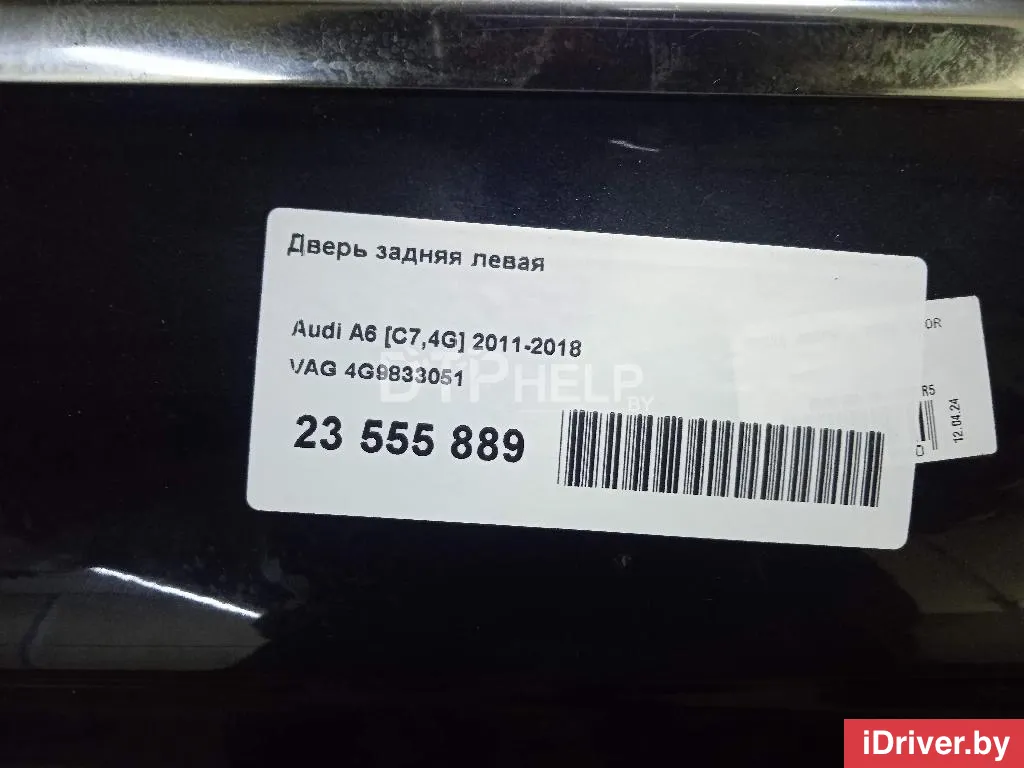 Дверь задняя левая
Audi A6 [C7,4G] 2011-2018
VAG 4G9833051
DTPHELP
.BY
23 555 889
OR
R5
12.04.24
iDriver.by